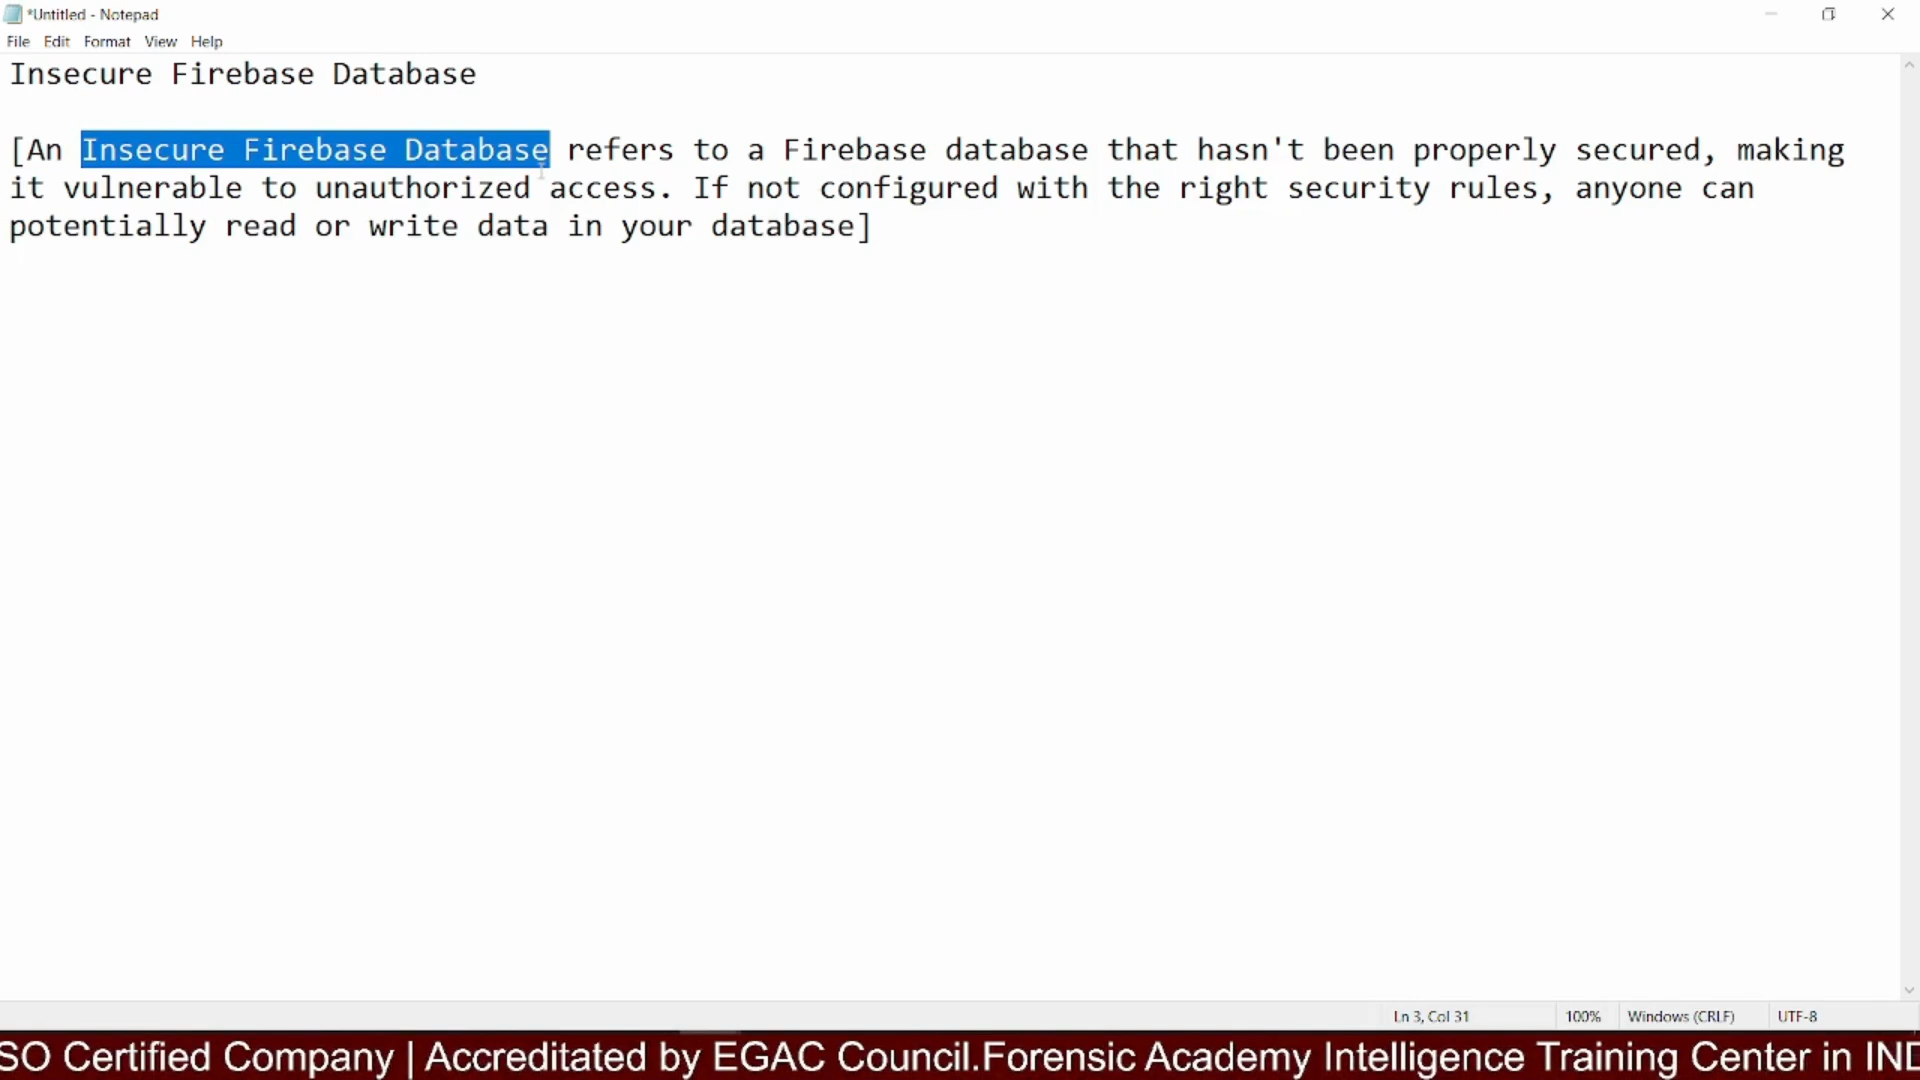 *Untitled - Notepad
File Edit Format View Help
Insecure Firebase Database
[An Insecure Firebase Database refers to a Firebase database that hasn't been properly secured, making
it vulnerable to unauthorized access. If not configured with the right security rules, anyone can
potentially read or write data in your database]
Ln 3, Col 31 100% Windows (CRLF) UTF-8
SO Certified Company | Accreditated by EGAC Council.Forensic Academy Intelligence Training Center in IND